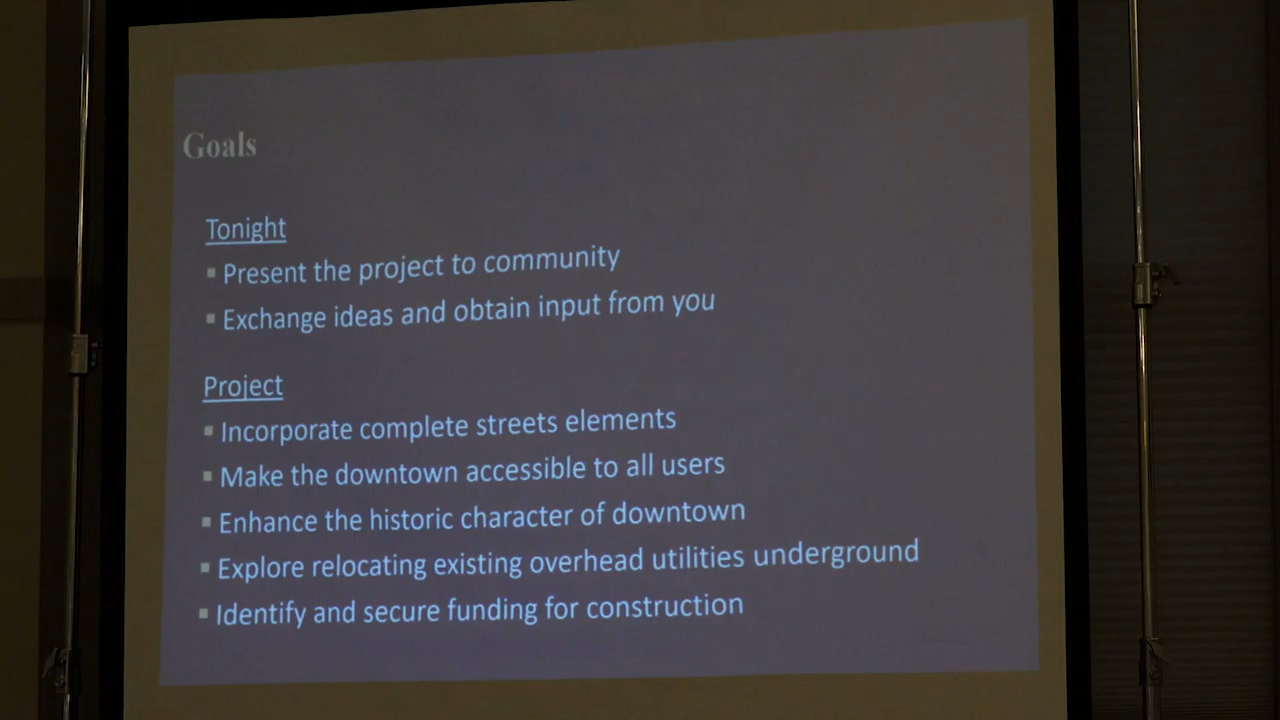 Goals
Tonight
▪ Present the project to community
▪ Exchange ideas and obtain input from you
Project
▪ Incorporate complete streets elements
▪ Make the downtown accessible to all users
▪ Enhance the historic character of downtown
▪ Explore relocating existing overhead utilities underground
▪ Identify and secure funding for construction